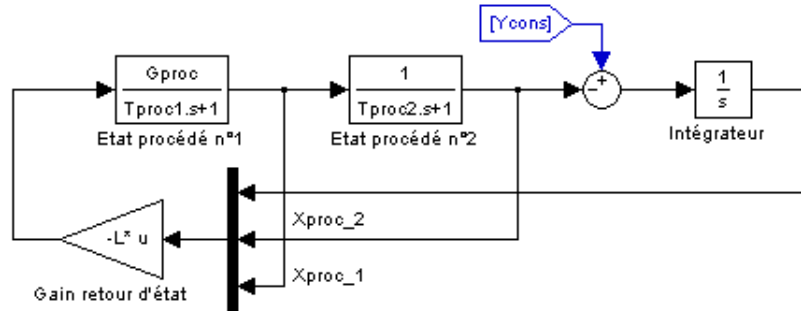 [Ycons]
Gproc
Tproc1.s+1
Etat procédé n°1
1
Tproc2.s+1
Etat procédé n°2
- +
1
s
Intégrateur
Xproc_2
-L* u
Xproc_1
Gain retour d'état